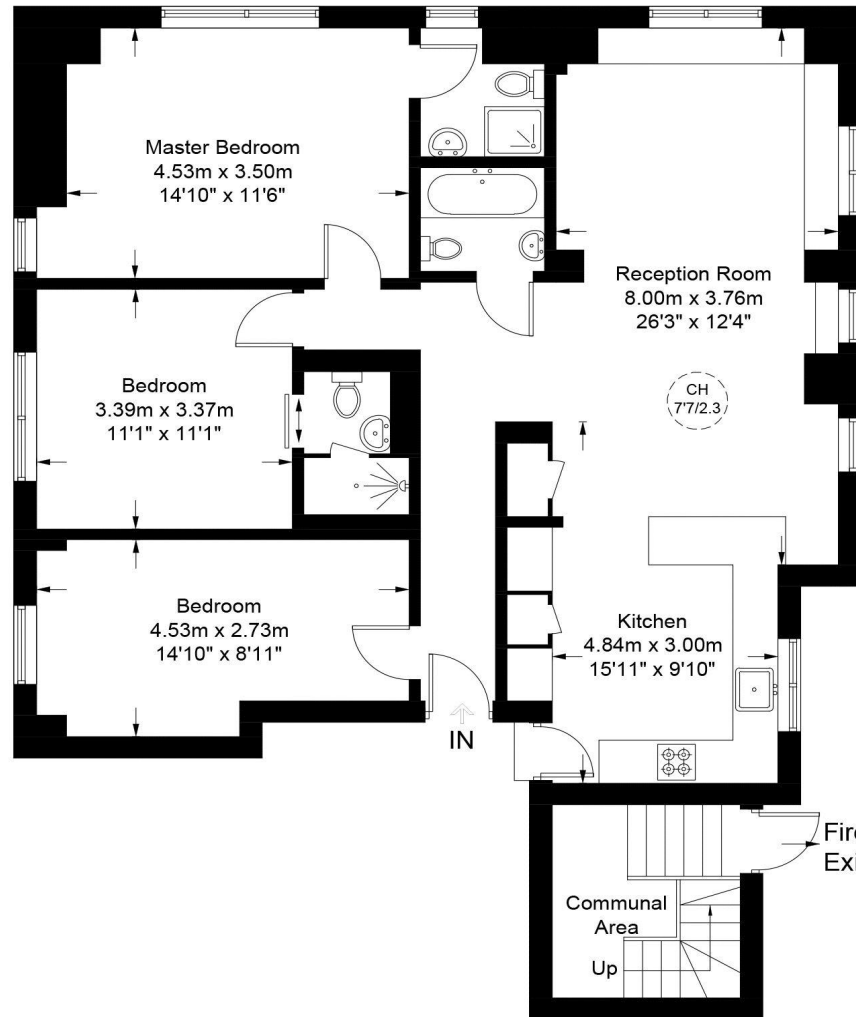 Master Bedroom
4.53m x 3.50m
14'10" x 11'6"
Reception Room
8.00m x 3.76m
26'3" x 12'4"
CH
7'7/2.3
Bedroom
3.39m x 3.37m
11'1" x 11'1"
Bedroom
4.53m x 2.73m
14'10" x 8'11"
Kitchen
4.84m x 3.00m
15'11" x 9'10"
IN
Fire
Exi
Communal
Area
Up